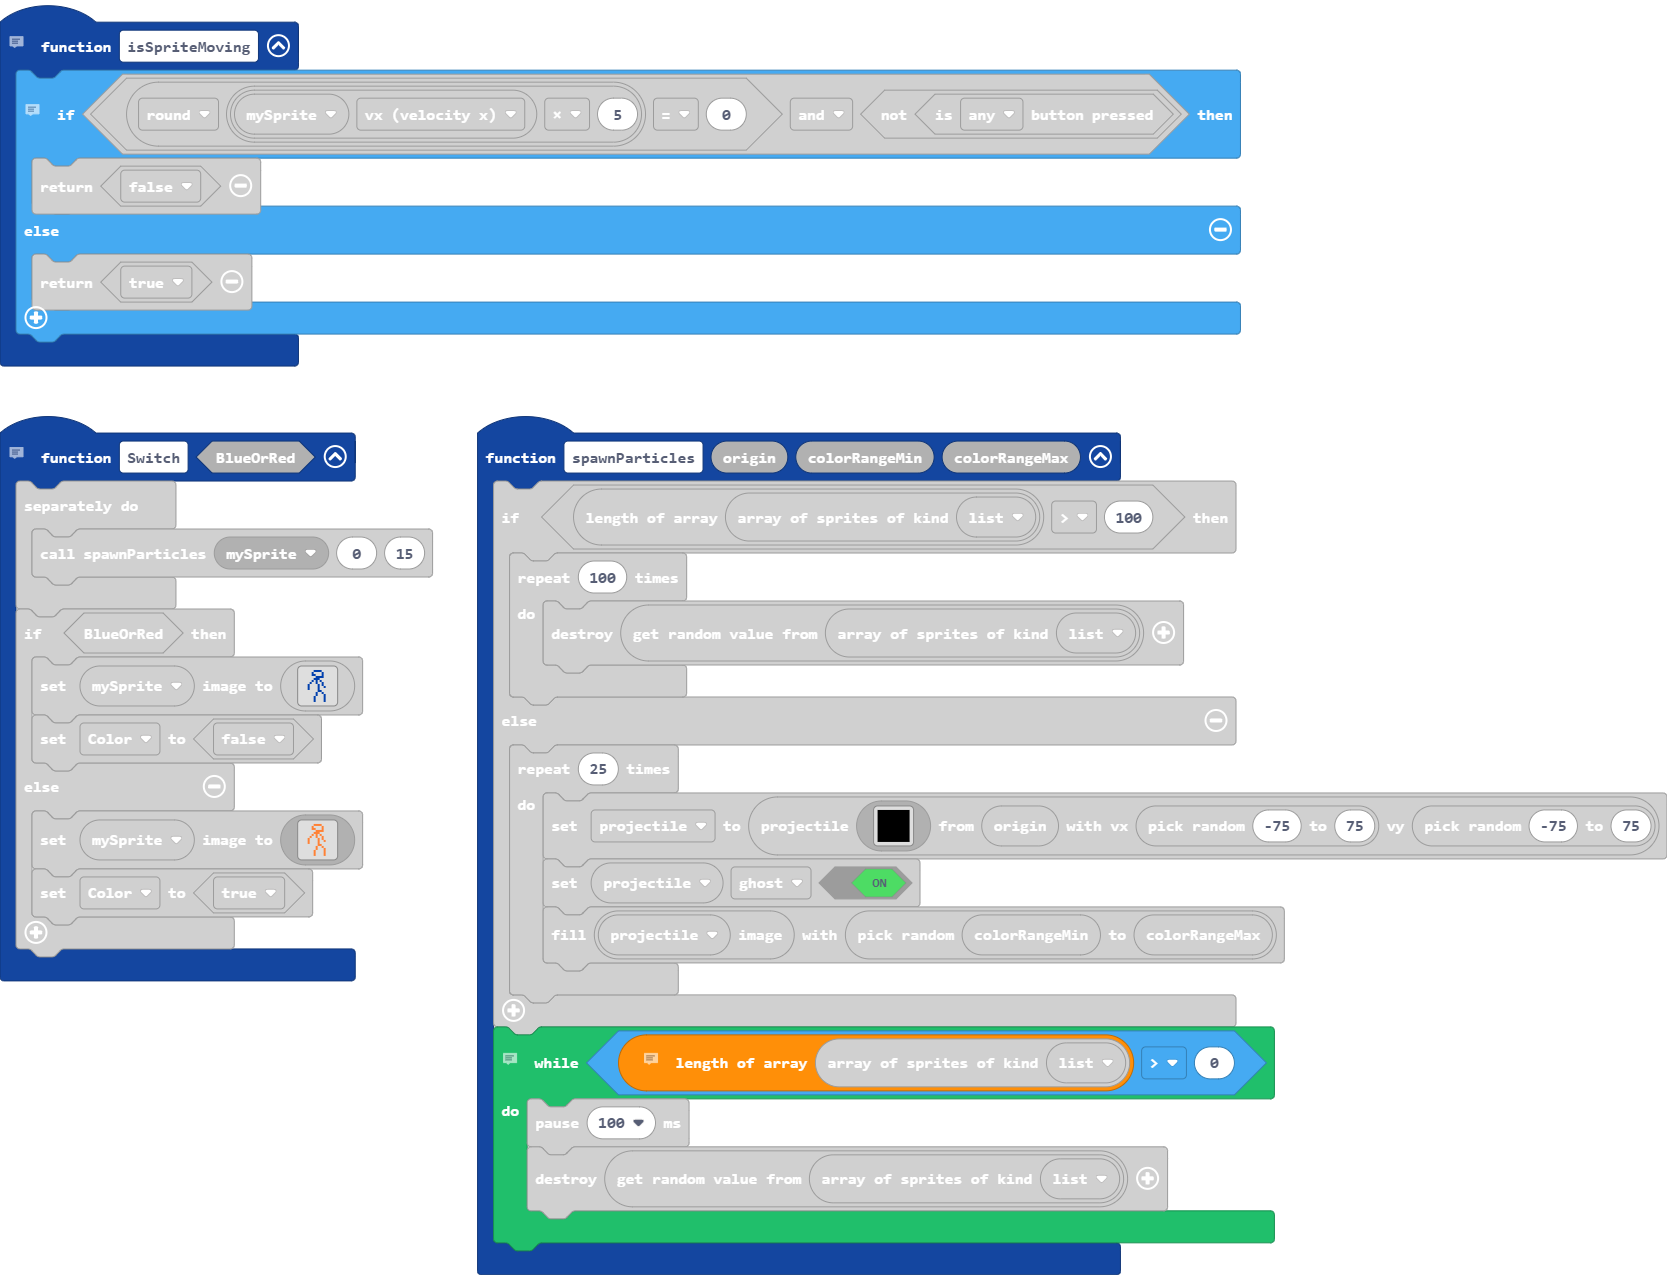 function isSpriteMoving
if round mySprite vx (velocity x) × 5 = 0 and not is any button pressed then
return false
else
return true
function Switch BlueOrRed
separately do
call spawnParticles mySprite 0 15
if BlueOrRed then
set mySprite image to
set Color to false
else
set mySprite image to
set Color to true
function spawnParticles origin colorRangeMin colorRangeMax
if length of array array of sprites of kind list > 100 then
repeat 100 times
do
destroy get random value from array of sprites of kind list
else
repeat 25 times
do
set projectile to projectile from origin with vx pick random -75 to 75 vy pick random -75 to 75
set projectile ghost ON
fill projectile image with pick random colorRangeMin to colorRangeMax
while length of array array of sprites of kind list > 0
do
pause 100 ms
destroy get random value from array of sprites of kind list